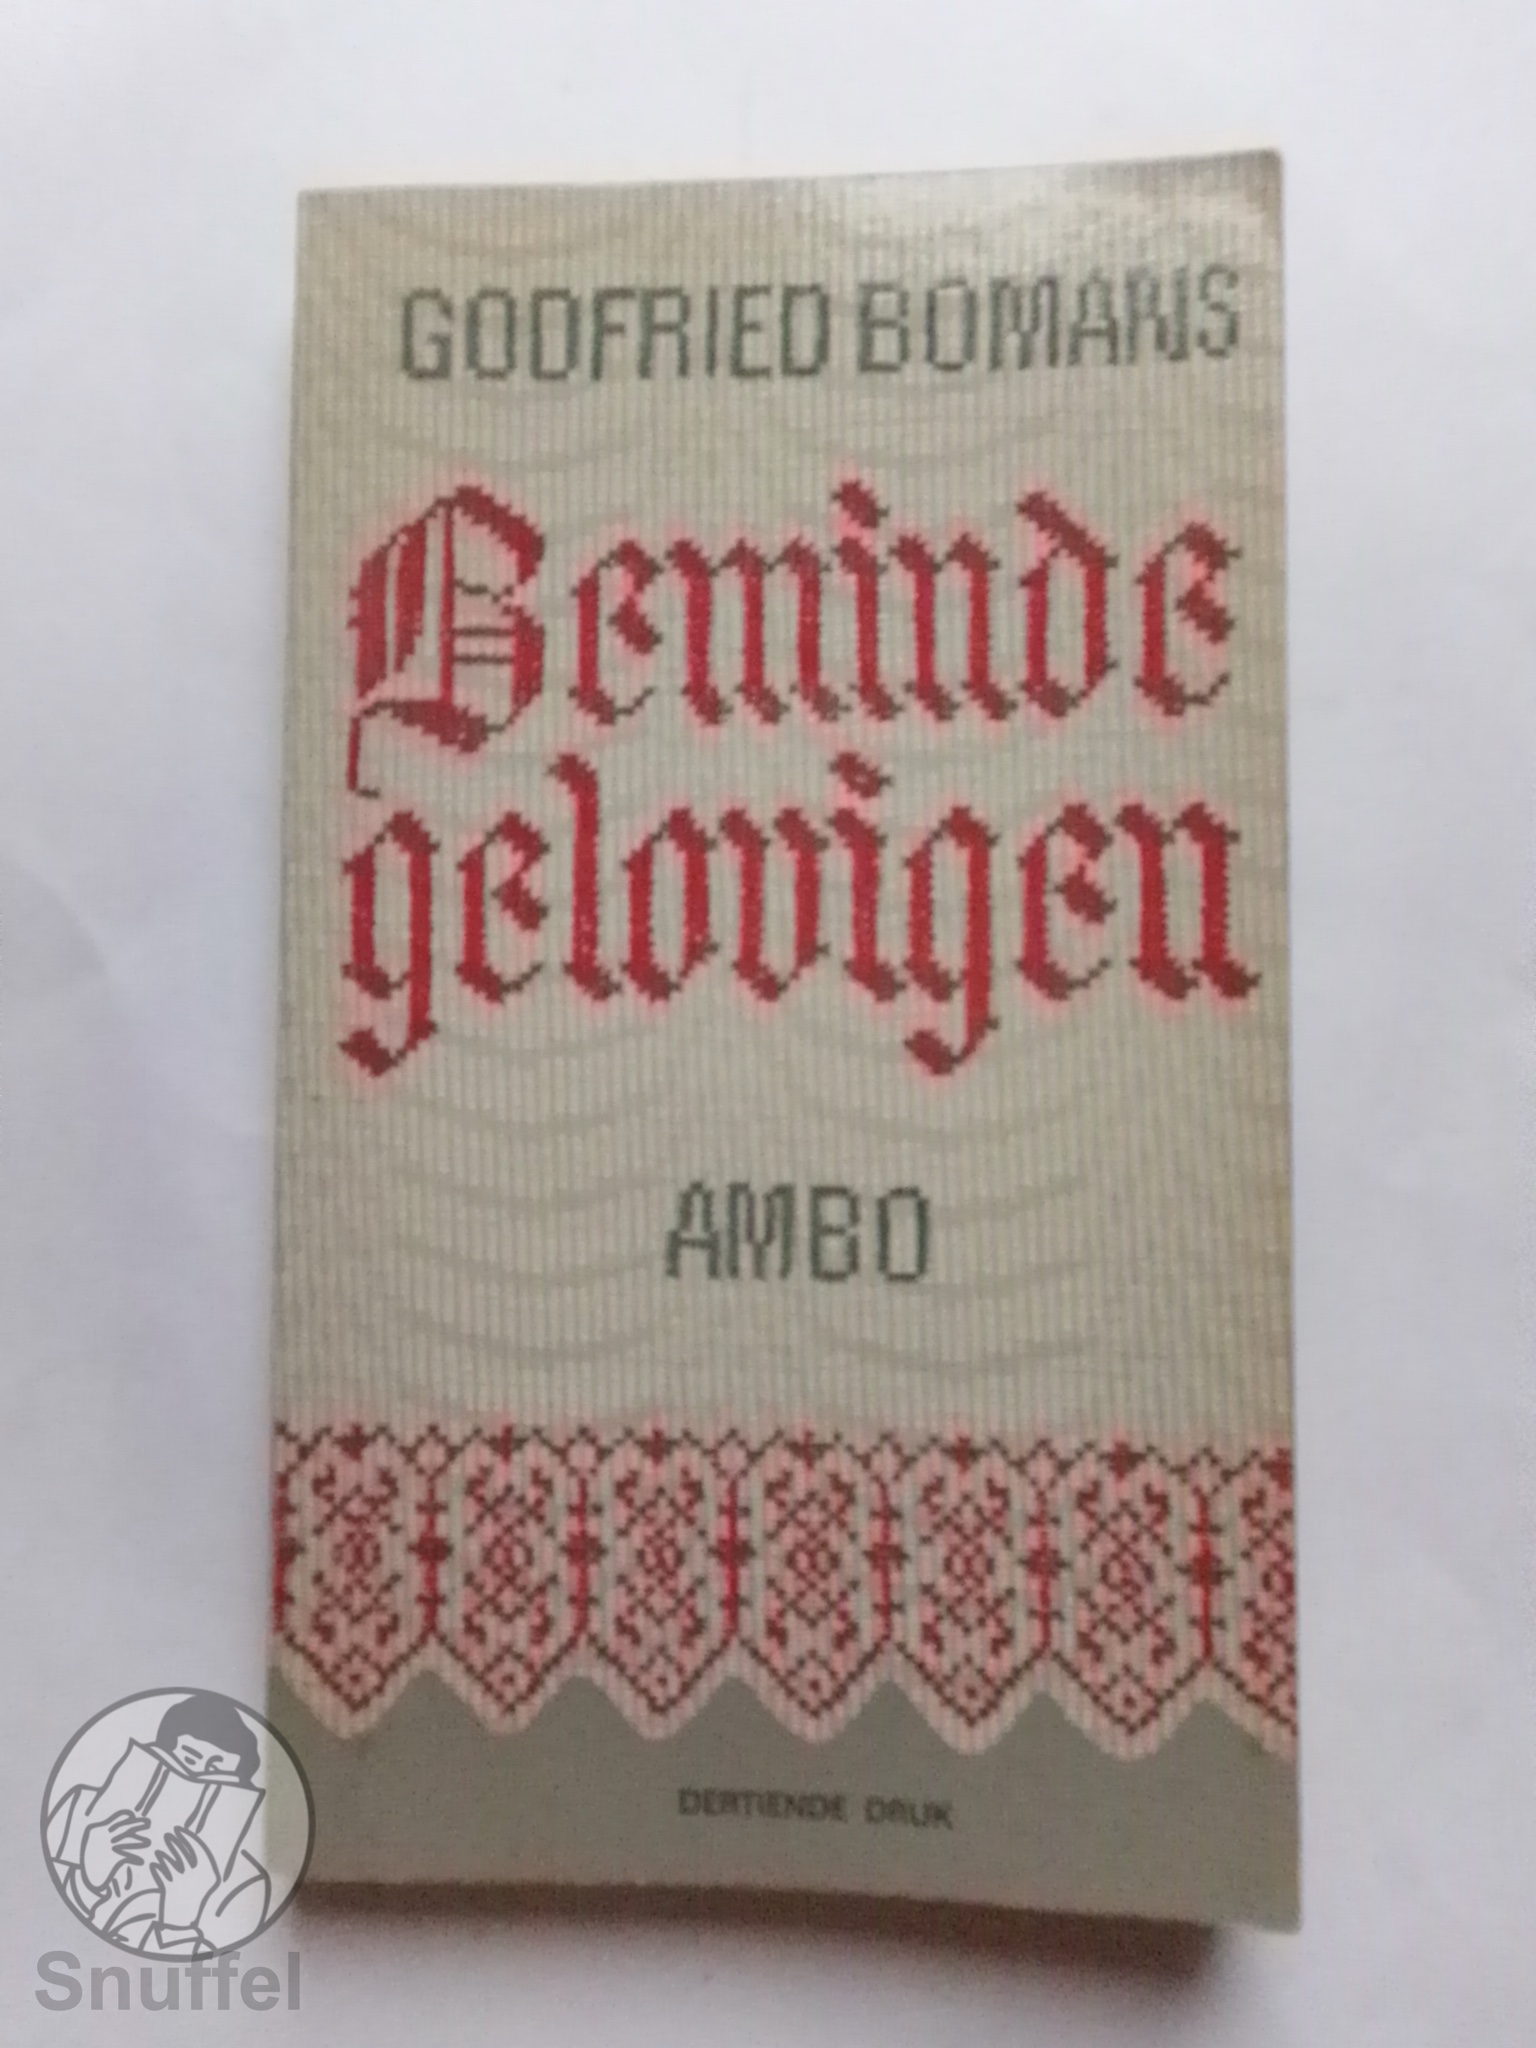 GODFRIED BOMANS
Beminde
gelovigen
AMBO
DERTIENDE DRUK
Snuffel